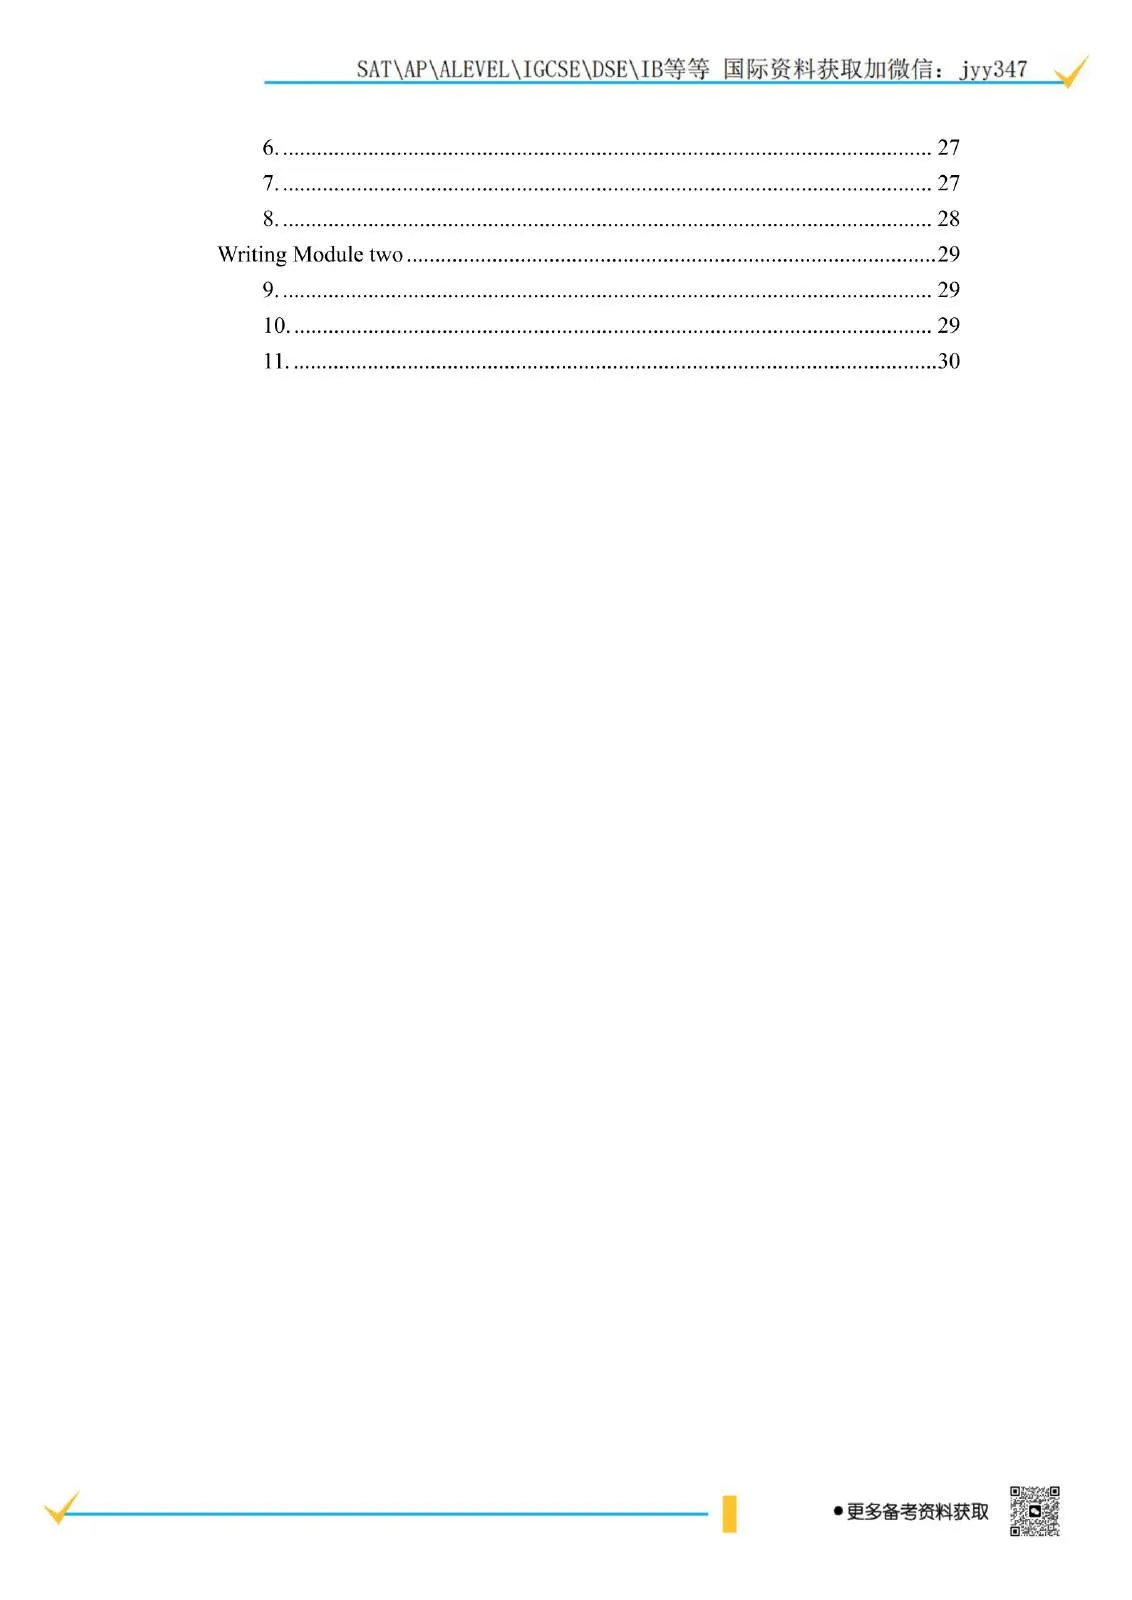 SAT\AP\ALEVEL\IGCSE\DSE\IB等等 国际资料获取加微信：jyy347
6. ........ 27
7. ........ 27
8. ........ 28
Writing Module two ........ 29
9. ........ 29
10. ........ 29
11. ........ 30
●更多备考资料获取